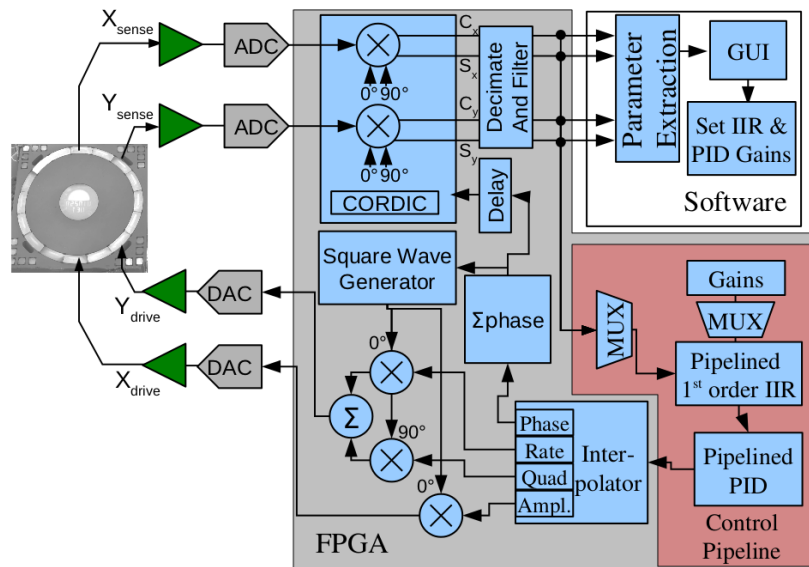 Xsense
ADC
Ysense
ADC
0° 90°
0° 90°
CORDIC
Cx
Sx
Cy
Sy
Decimate
And Filter
Delay
Parameter
Extraction
GUI
Set IIR &
PID Gains
Software
Square Wave
Generator
Σphase
Ydrive
DAC
Xdrive
DAC
0°
90°
0°
Σ
Phase
Rate
Quad
Ampl.
Inter-
polator
FPGA
MUX
Gains
MUX
Pipelined
1st order IIR
Pipelined
PID
Control
Pipeline